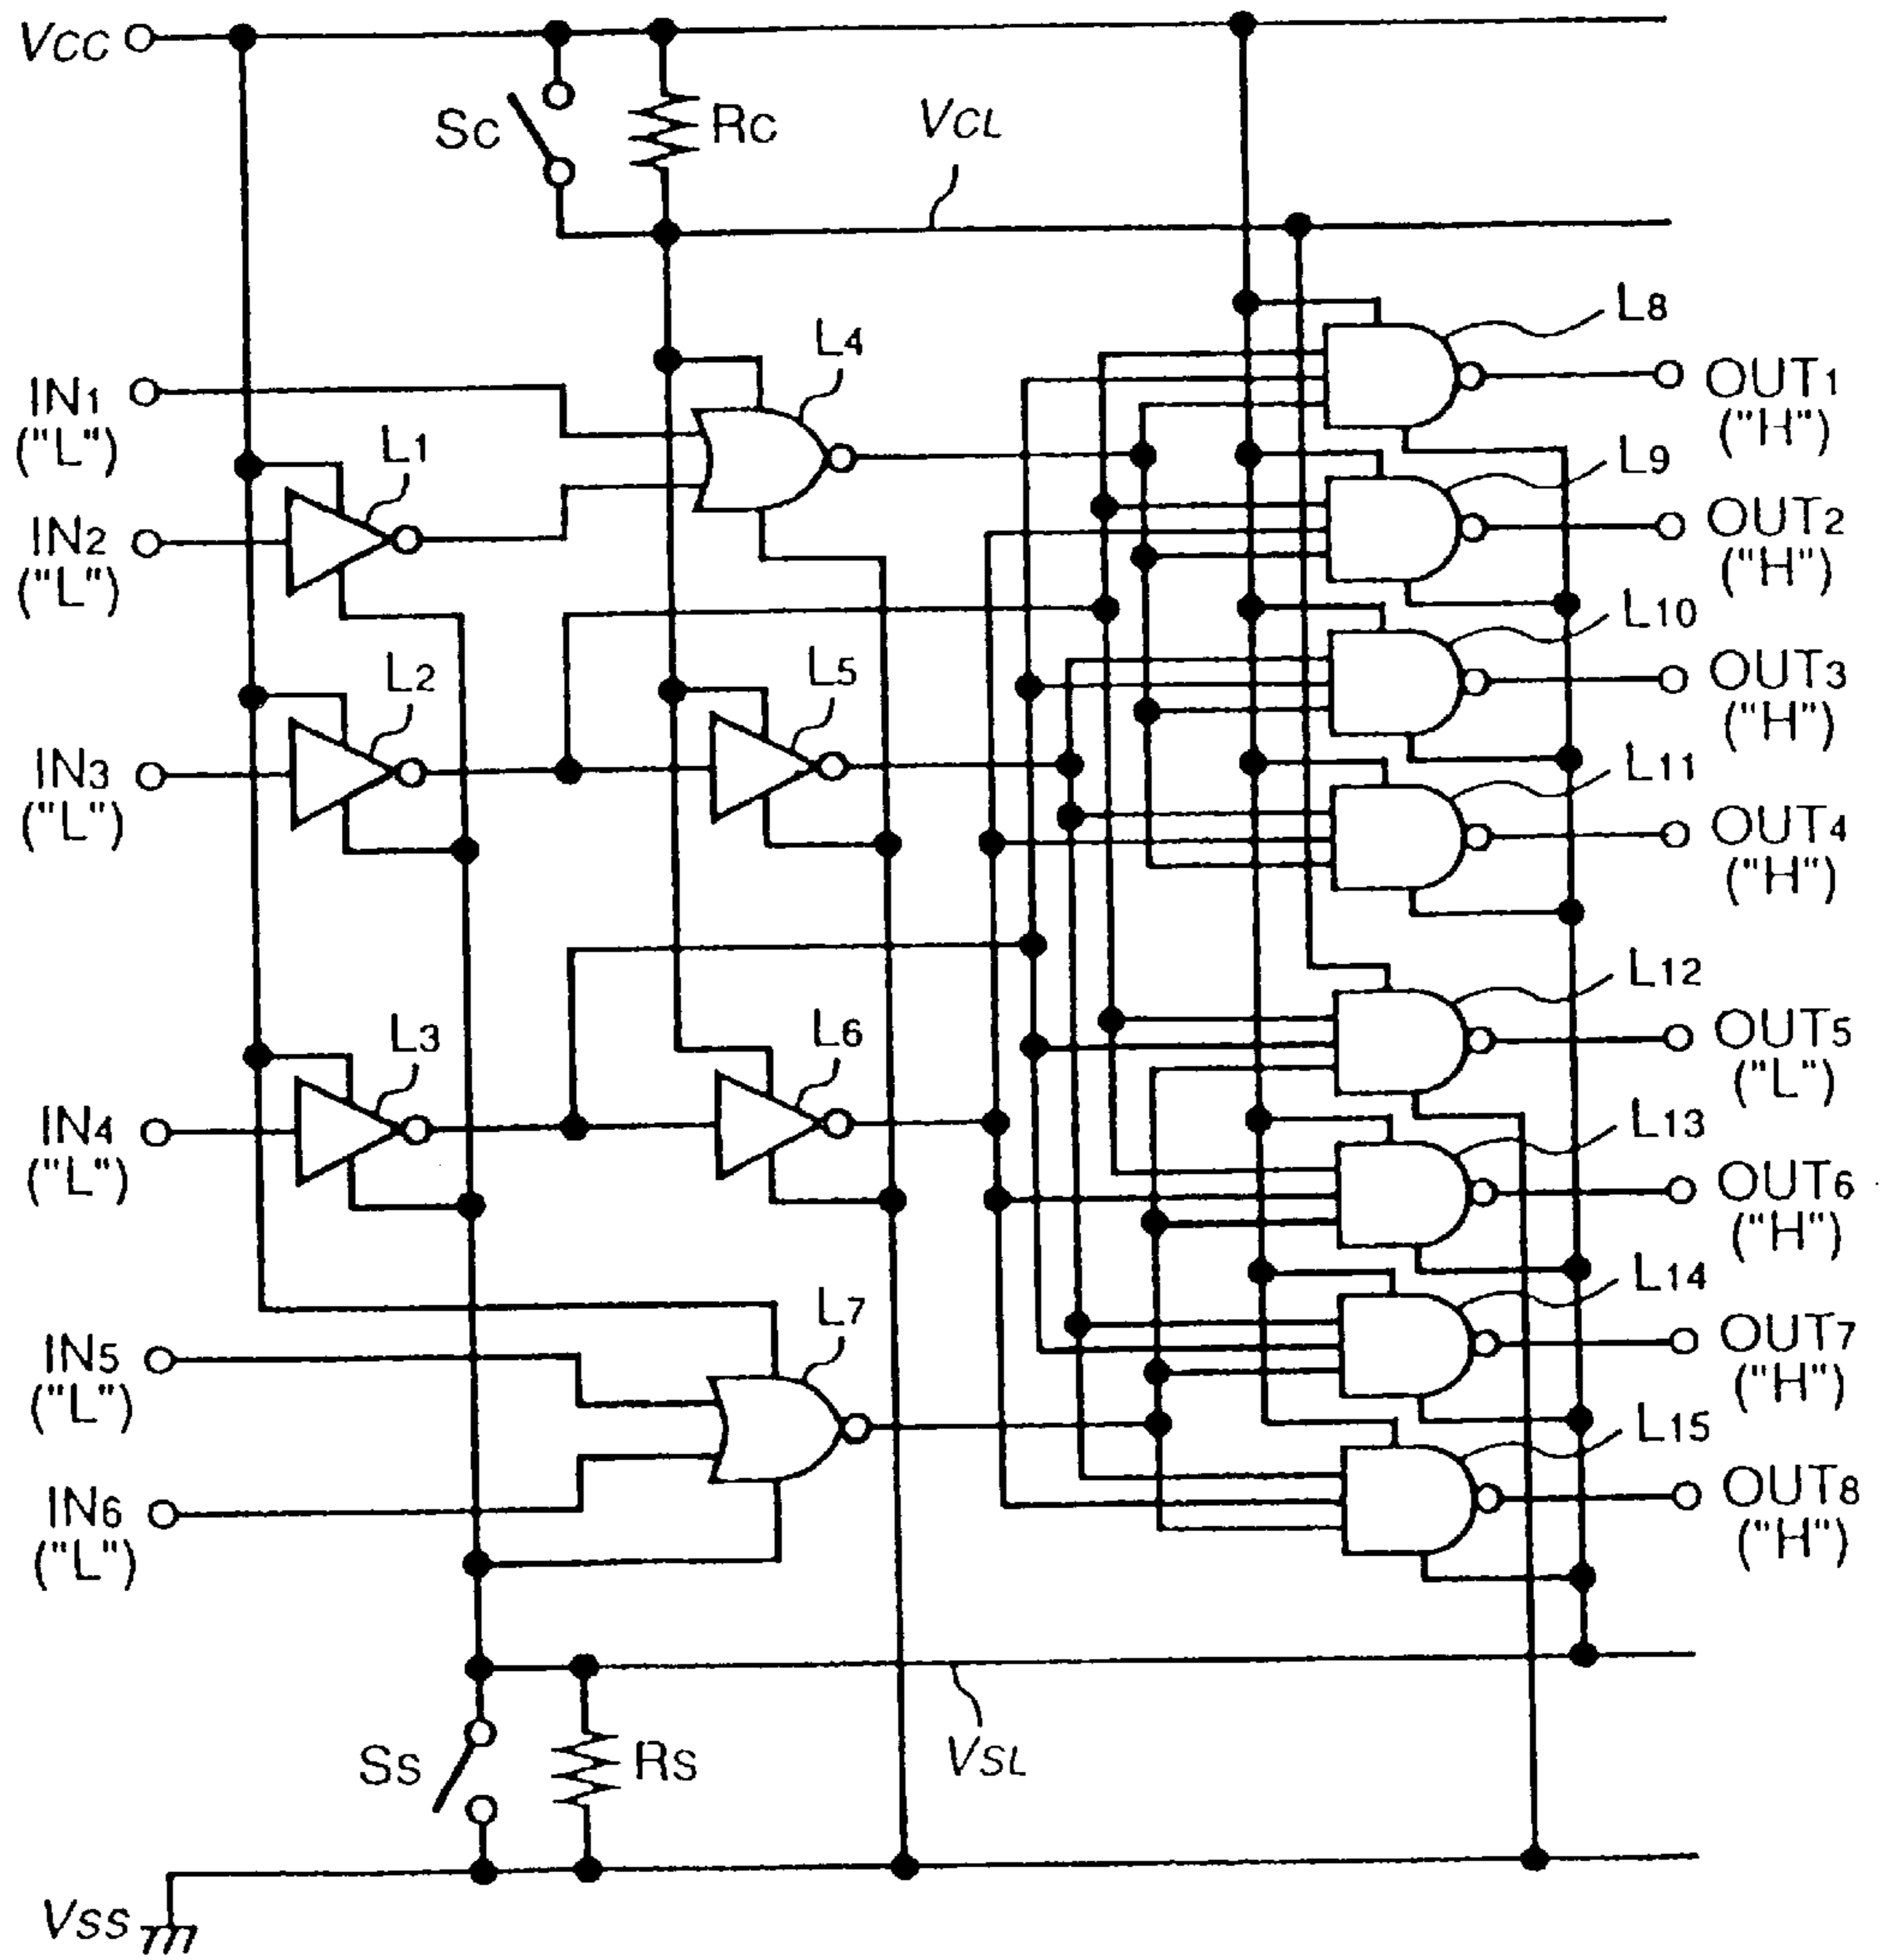 VCC
SC
RC
VCL
L8
L4
IN1
("L")
OUT1
("H")
L1
L9
IN2
("L")
OUT2
("H")
L10
L2
L5
OUT3
("H")
IN3
("L")
L11
OUT4
("H")
L12
L3
L6
OUT5
("L")
IN4
("L")
L13
OUT6
("H")
L14
L7
IN5
("L")
OUT7
("H")
L15
IN6
("L")
OUT8
("H")
SS
RS
VSL
VSS